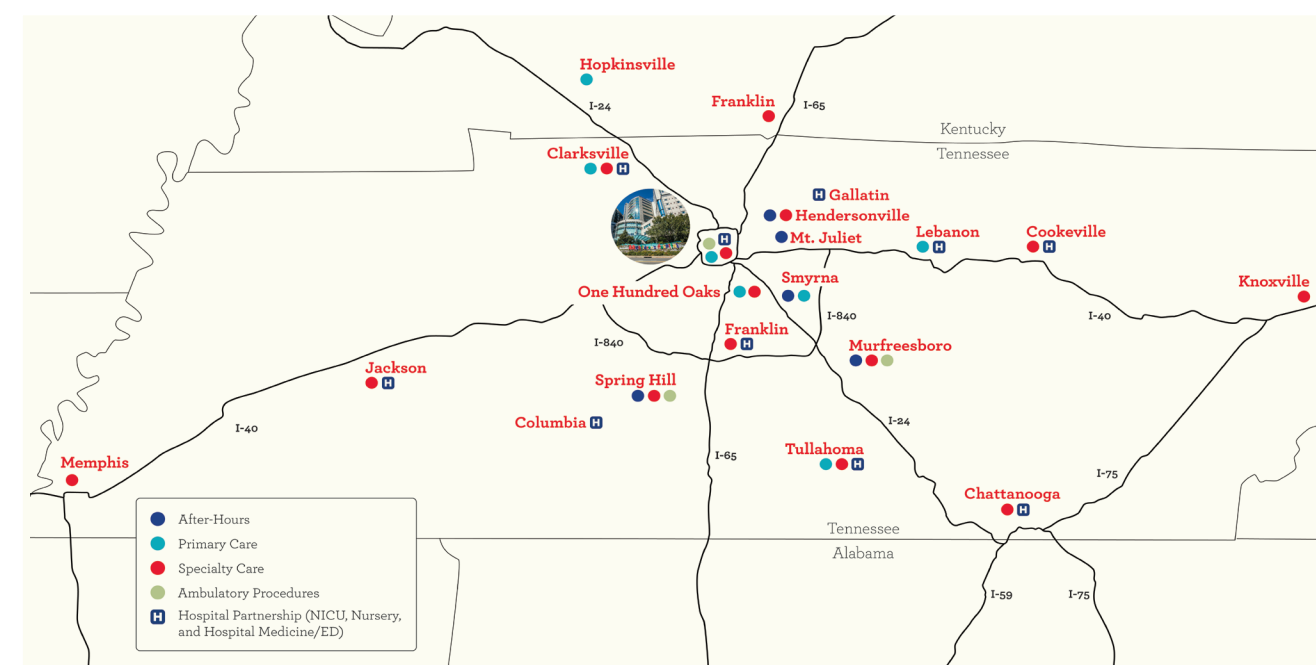 Hopkinsville
I-24
Franklin
I-65
Kentucky
Tennessee
Clarksville
H
H Gallatin
Hendersonville
Mt. Juliet
H
Lebanon
H
Cookeville
H
Knoxville
One Hundred Oaks
Smyrna
I-840
I-40
Franklin
H
I-840
Murfreesboro
Jackson
H
Spring Hill
Columbia H
I-40
I-24
Memphis
I-65
Tullahoma
H
I-75
Chattanooga
H
Tennessee
Alabama
I-59
I-75
After-Hours
Primary Care
Specialty Care
Ambulatory Procedures
H Hospital Partnership (NICU, Nursery,
and Hospital Medicine/ED)